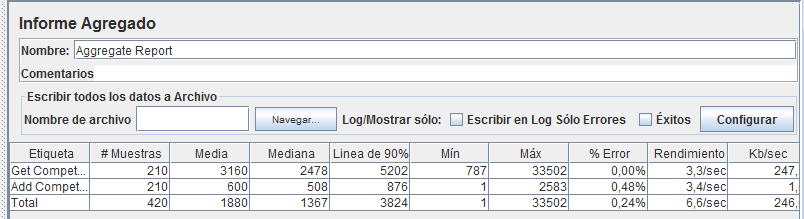 Informe Agregado
Nombre: Aggregate Report
Comentarios
Escribir todos los datos a Archivo
Nombre de archivo Navegar... Log/Mostrar sólo: Escribir en Log Sólo Errores Éxitos Configurar
Etiqueta # Muestras Media Mediana Linea de 90% Mín Máx % Error Rendimiento Kb/sec
Get Compet... 210 3160 2478 5202 787 33502 0,00% 3,3/sec 247,
Add Compet... 210 600 508 876 1 2583 0,48% 3,4/sec 1,
Total 420 1880 1367 3824 1 33502 0,24% 6,6/sec 246,